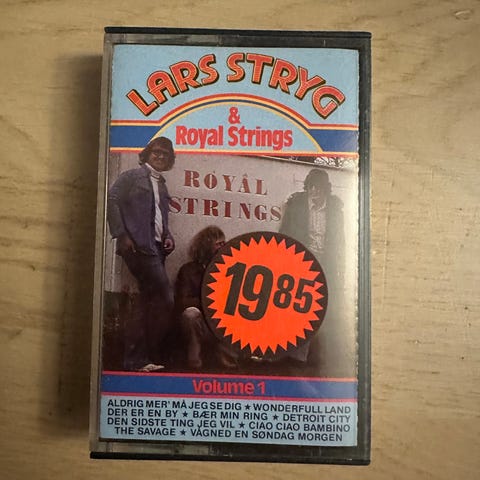 LARS STRYG
&
Royal Strings
ROYAL
STRINGS
19.85
Volume 1
ALDRIG MER' MÅ JEG SE DIG ★ WONDERFULL LAND
DER ER EN BY ★ BÆR MIN RING ★ DETROIT CITY
DEN SIDSTE TING JEG VIL ★ CIAO CIAO BAMBINO
THE SAVAGE ★ VÅGNED EN SØNDAG MORGEN